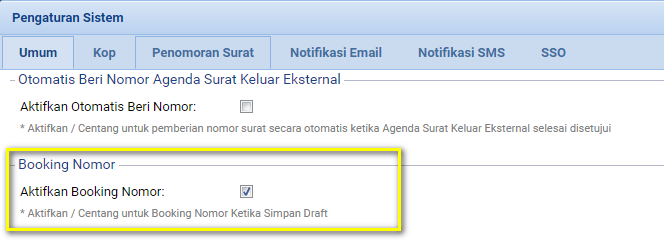 Pengaturan Sistem
Umum Kop Penomoran Surat Notifikasi Email Notifikasi SMS SSO
Otomatis Beri Nomor Agenda Surat Keluar Eksternal
Aktifkan Otomatis Beri Nomor:
* Aktifkan / Centang untuk pemberian nomor surat secara otomatis ketika Agenda Surat Keluar Eksternal selesai disetujui
Booking Nomor
Aktifkan Booking Nomor:
* Aktifkan / Centang untuk Booking Nomor Ketika Simpan Draft